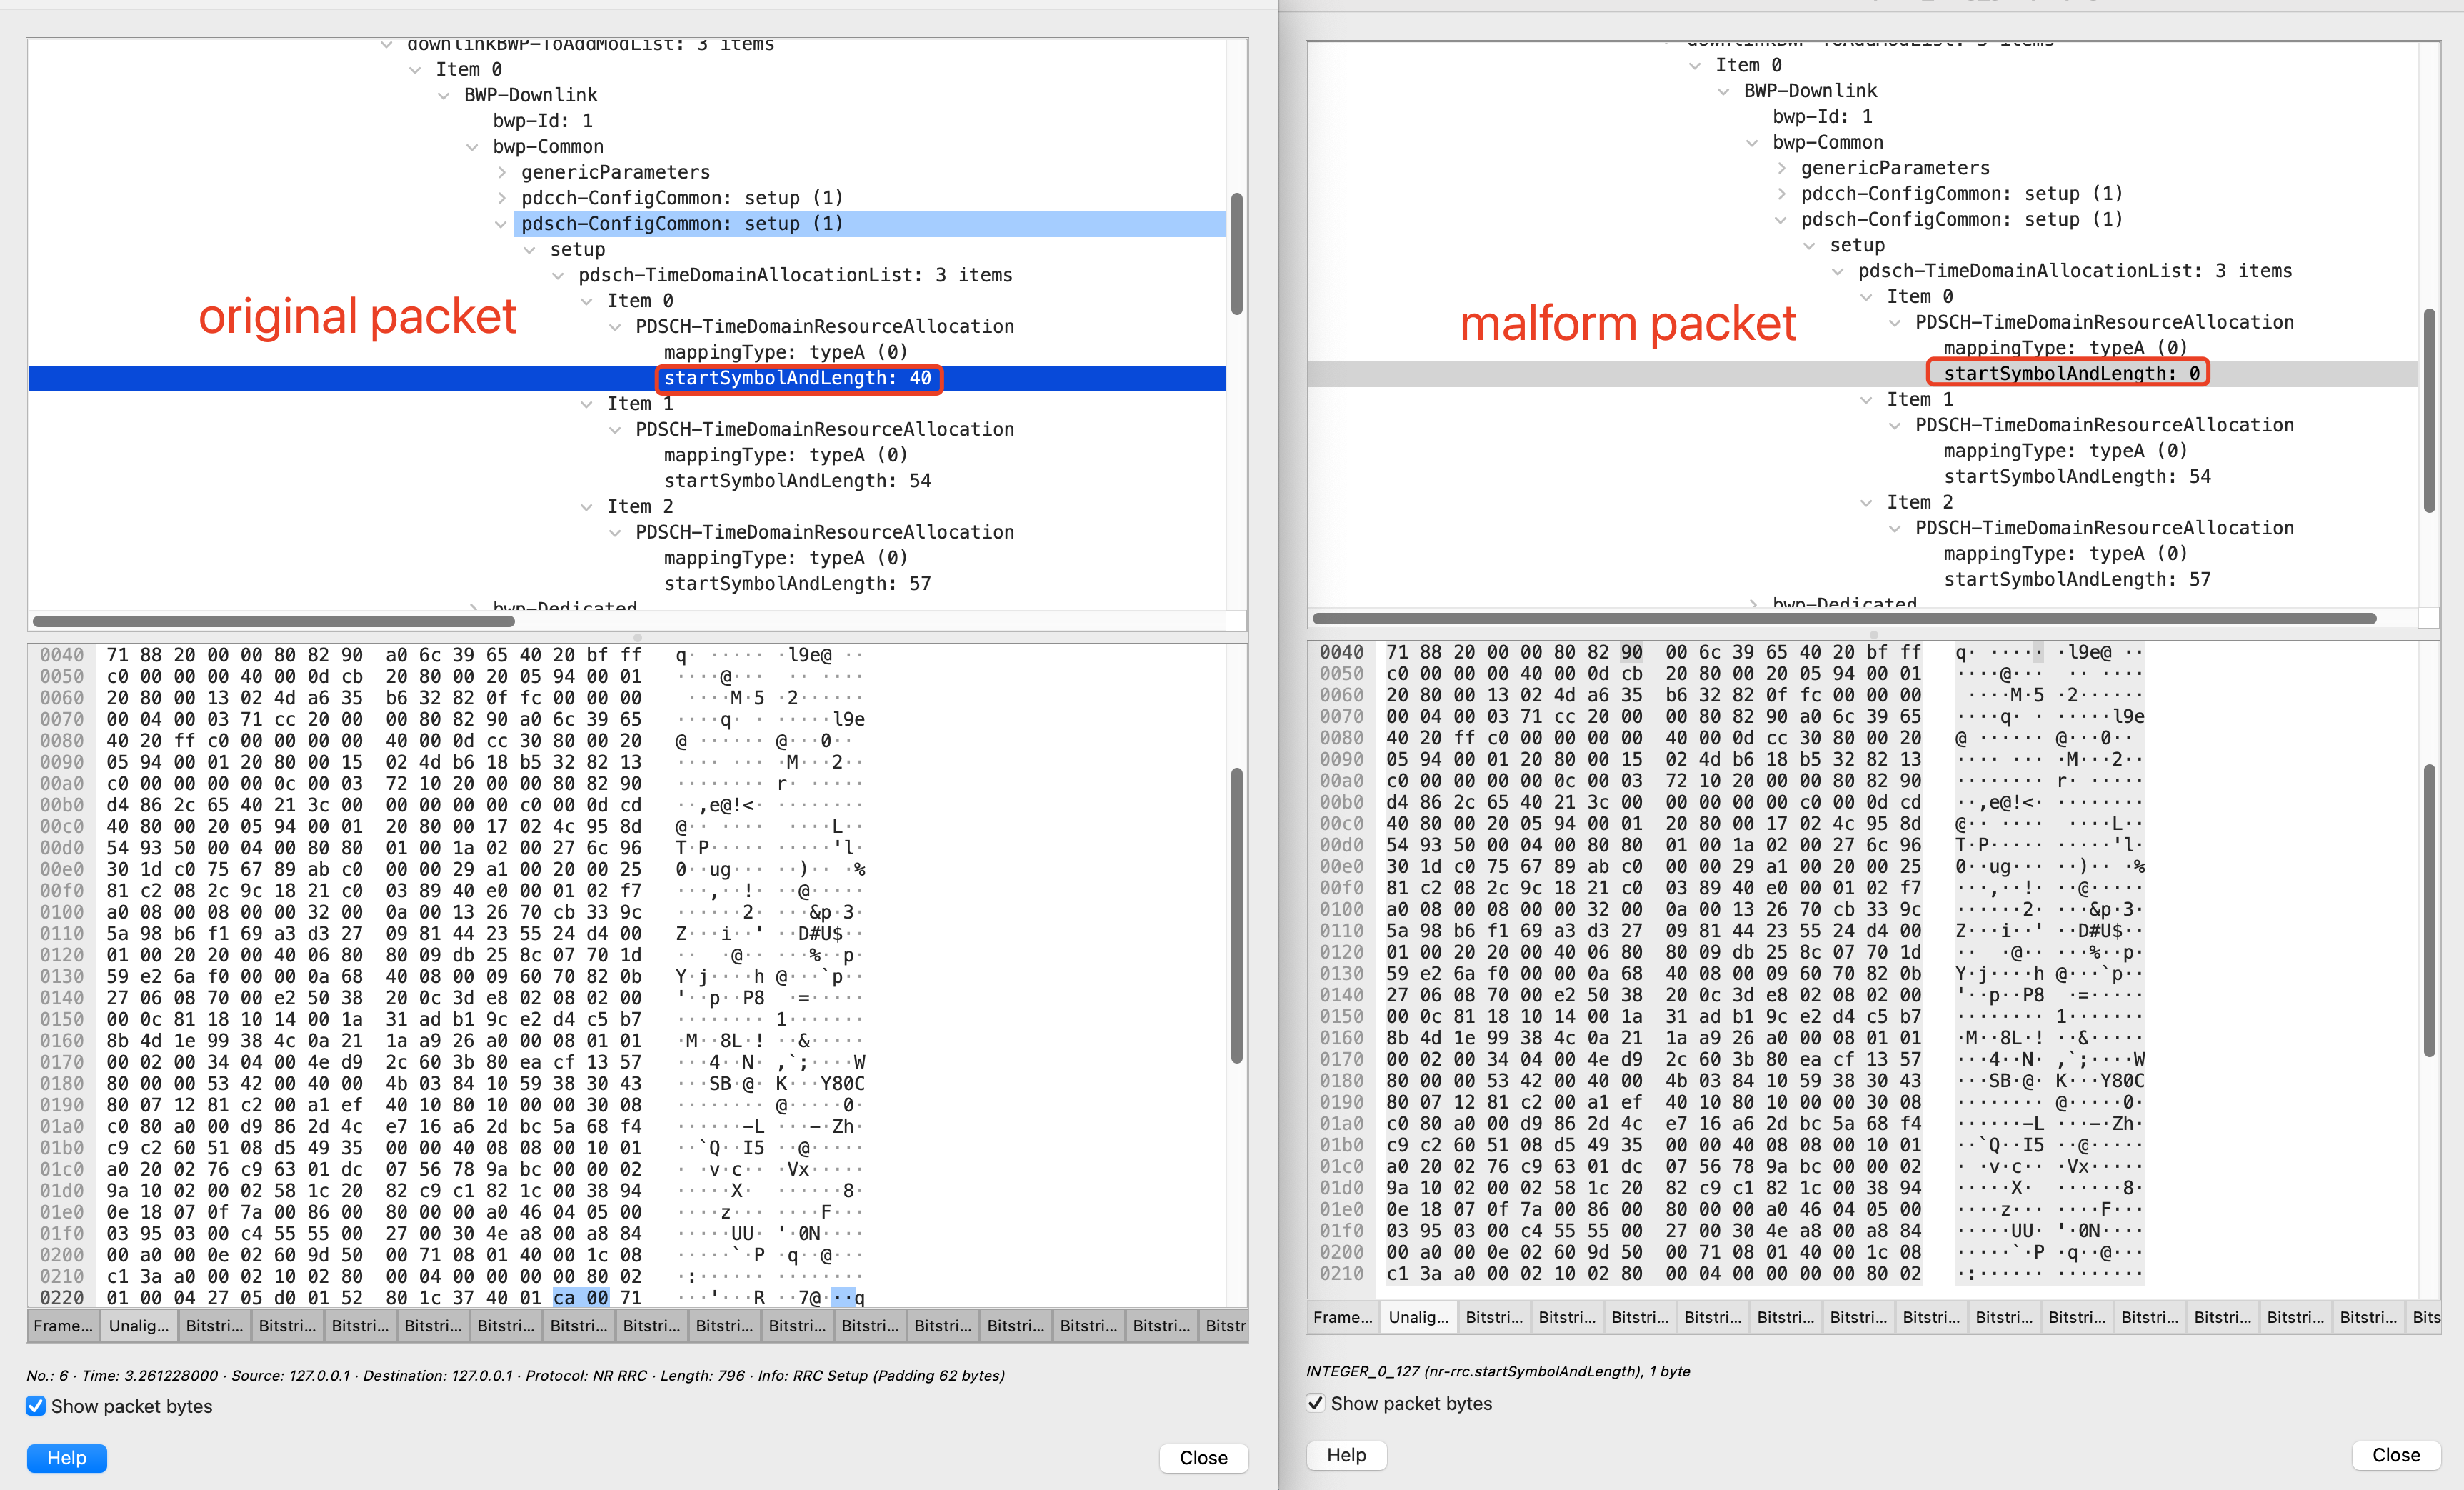 downlinkBWP-ToAddModList: 3 items
Item 0
BWP-Downlink
bwp-Id: 1
bwp-Common
genericParameters
pdcch-ConfigCommon: setup (1)
pdsch-ConfigCommon: setup (1)
setup
pdsch-TimeDomainAllocationList: 3 items
Item 0
original packet
PDSCH-TimeDomainResourceAllocation
mappingType: typeA (0)
startSymbolAndLength: 40
Item 1
PDSCH-TimeDomainResourceAllocation
mappingType: typeA (0)
startSymbolAndLength: 54
Item 2
PDSCH-TimeDomainResourceAllocation
mappingType: typeA (0)
startSymbolAndLength: 57
bwp-Dedicated
0040 71 88 20 00 00 80 82 90 a0 6c 39 65 40 20 bf ff q· ····· ·l9e@ ··
0050 c0 00 00 00 40 00 0d cb 20 80 00 20 05 94 00 01 ····@··· ·· ····
0060 20 80 00 13 02 4d a6 35 b6 32 82 0f fc 00 00 00 ····M·5 ·2······
0070 00 04 00 03 71 cc 20 00 00 80 82 90 a0 6c 39 65 ····q· · ·····l9e
0080 40 20 ff c0 00 00 00 00 40 00 0d cc 30 80 00 20 @ ······ @···0··
0090 05 94 00 01 20 80 00 15 02 4d b6 18 b5 32 82 13 ···· ··· ·M···2··
00a0 c0 00 00 00 00 0c 00 03 72 10 20 00 00 80 82 90 ········ r· ·····
00b0 d4 86 2c 65 40 21 3c 00 00 00 00 00 c0 00 0d cd ··,e@!<· ········
00c0 40 80 00 20 05 94 00 01 20 80 00 17 02 4c 95 8d @·· ···· ····L··
00d0 54 93 50 00 04 00 80 80 01 00 1a 02 00 27 6c 96 T·P····· ·····'l·
00e0 30 1d c0 75 67 89 ab c0 00 00 29 a1 00 20 00 25 0··ug··· ··)·· ·%
00f0 81 c2 08 2c 9c 18 21 c0 03 89 40 e0 00 01 02 f7 ···,··!· ··@·····
0100 a0 08 00 08 00 00 32 00 0a 00 13 26 70 cb 33 9c ······2· ···&p·3·
0110 5a 98 b6 f1 69 a3 d3 27 09 81 44 23 55 24 d4 00 Z···i··' ··D#U$··
0120 01 00 20 20 00 40 06 80 80 09 db 25 8c 07 70 1d ·· ·@·· ···%··p·
0130 59 e2 6a f0 00 00 0a 68 40 08 00 09 60 70 82 0b Y·j····h @···`p··
0140 27 06 08 70 00 e2 50 38 20 0c 3d e8 02 08 02 00 '··p··P8 ·=·····
0150 00 0c 81 18 10 14 00 1a 31 ad b1 9c e2 d4 c5 b7 ········ 1·······
0160 8b 4d 1e 99 38 4c 0a 21 1a a9 26 a0 00 08 01 01 ·M··8L·! ··&·····
0170 00 02 00 34 04 00 4e d9 2c 60 3b 80 ea cf 13 57 ···4··N· ,`;····W
0180 80 00 00 53 42 00 40 00 4b 03 84 10 59 38 30 43 ···SB·@· K···Y80C
0190 80 07 12 81 c2 00 a1 ef 40 10 80 10 00 00 30 08 ········ @·····0·
01a0 c0 80 a0 00 d9 86 2d 4c e7 16 a6 2d bc 5a 68 f4 ······-L ···-·Zh·
01b0 c9 c2 60 51 08 d5 49 35 00 00 40 08 08 00 10 01 ··`Q··I5 ··@·····
01c0 a0 20 02 76 c9 63 01 dc 07 56 78 9a bc 00 00 02 · ·v·c·· ·Vx·····
01d0 9a 10 02 00 02 58 1c 20 82 c9 c1 82 1c 00 38 94 ·····X· ······8·
01e0 0e 18 07 0f 7a 00 86 00 80 00 00 a0 46 04 05 00 ····z··· ····F···
01f0 03 95 03 00 c4 55 55 00 27 00 30 4e a8 00 a8 84 ·····UU· '·0N····
0200 00 a0 00 0e 02 60 9d 50 00 71 08 01 40 00 1c 08 ·····`·P ·q··@···
0210 c1 3a a0 00 02 10 02 80 00 04 00 00 00 00 80 02 ·:······ ········
0220 01 00 04 27 05 d0 01 52 80 1c 37 40 01 ca 00 71 ···'···R ··7@···q
Frame... Unalig... Bitstri... Bitstri... Bitstri... Bitstri... Bitstri... Bitstri... Bitstri... Bitstri... Bitstri... Bitstri... Bitstri... Bitstri... Bitstri... Bitstri... Bitstri
No.: 6 · Time: 3.261228000 · Source: 127.0.0.1 · Destination: 127.0.0.1 · Protocol: NR RRC · Length: 796 · Info: RRC Setup (Padding 62 bytes)
Show packet bytes
Help
Close
downlinkBWP-ToAddModList: 3 items
Item 0
BWP-Downlink
bwp-Id: 1
bwp-Common
genericParameters
pdcch-ConfigCommon: setup (1)
pdsch-ConfigCommon: setup (1)
setup
pdsch-TimeDomainAllocationList: 3 items
Item 0
malform packet
PDSCH-TimeDomainResourceAllocation
mappingType: typeA (0)
startSymbolAndLength: 0
Item 1
PDSCH-TimeDomainResourceAllocation
mappingType: typeA (0)
startSymbolAndLength: 54
Item 2
PDSCH-TimeDomainResourceAllocation
mappingType: typeA (0)
startSymbolAndLength: 57
bwp-Dedicated
0040 71 88 20 00 00 80 82 90 00 6c 39 65 40 20 bf ff q· ····· ·l9e@ ··
0050 c0 00 00 00 40 00 0d cb 20 80 00 20 05 94 00 01 ····@··· ·· ····
0060 20 80 00 13 02 4d a6 35 b6 32 82 0f fc 00 00 00 ····M·5 ·2······
0070 00 04 00 03 71 cc 20 00 00 80 82 90 a0 6c 39 65 ····q· · ·····l9e
0080 40 20 ff c0 00 00 00 00 40 00 0d cc 30 80 00 20 @ ······ @···0··
0090 05 94 00 01 20 80 00 15 02 4d b6 18 b5 32 82 13 ···· ··· ·M···2··
00a0 c0 00 00 00 00 0c 00 03 72 10 20 00 00 80 82 90 ········ r· ·····
00b0 d4 86 2c 65 40 21 3c 00 00 00 00 00 c0 00 0d cd ··,e@!<· ········
00c0 40 80 00 20 05 94 00 01 20 80 00 17 02 4c 95 8d @·· ···· ····L··
00d0 54 93 50 00 04 00 80 80 01 00 1a 02 00 27 6c 96 T·P····· ·····'l·
00e0 30 1d c0 75 67 89 ab c0 00 00 29 a1 00 20 00 25 0··ug··· ··)·· ·%
00f0 81 c2 08 2c 9c 18 21 c0 03 89 40 e0 00 01 02 f7 ···,··!· ··@·····
0100 a0 08 00 08 00 00 32 00 0a 00 13 26 70 cb 33 9c ······2· ···&p·3·
0110 5a 98 b6 f1 69 a3 d3 27 09 81 44 23 55 24 d4 00 Z···i··' ··D#U$··
0120 01 00 20 20 00 40 06 80 80 09 db 25 8c 07 70 1d ·· ·@·· ···%··p·
0130 59 e2 6a f0 00 00 0a 68 40 08 00 09 60 70 82 0b Y·j····h @···`p··
0140 27 06 08 70 00 e2 50 38 20 0c 3d e8 02 08 02 00 '··p··P8 ·=·····
0150 00 0c 81 18 10 14 00 1a 31 ad b1 9c e2 d4 c5 b7 ········ 1·······
0160 8b 4d 1e 99 38 4c 0a 21 1a a9 26 a0 00 08 01 01 ·M··8L·! ··&·····
0170 00 02 00 34 04 00 4e d9 2c 60 3b 80 ea cf 13 57 ···4··N· ,`;····W
0180 80 00 00 53 42 00 40 00 4b 03 84 10 59 38 30 43 ···SB·@· K···Y80C
0190 80 07 12 81 c2 00 a1 ef 40 10 80 10 00 00 30 08 ········ @·····0·
01a0 c0 80 a0 00 d9 86 2d 4c e7 16 a6 2d bc 5a 68 f4 ······-L ···-·Zh·
01b0 c9 c2 60 51 08 d5 49 35 00 00 40 08 08 00 10 01 ··`Q··I5 ··@·····
01c0 a0 20 02 76 c9 63 01 dc 07 56 78 9a bc 00 00 02 · ·v·c·· ·Vx·····
01d0 9a 10 02 00 02 58 1c 20 82 c9 c1 82 1c 00 38 94 ·····X· ······8·
01e0 0e 18 07 0f 7a 00 86 00 80 00 00 a0 46 04 05 00 ····z··· ····F···
01f0 03 95 03 00 c4 55 55 00 27 00 30 4e a8 00 a8 84 ·····UU· '·0N····
0200 00 a0 00 0e 02 60 9d 50 00 71 08 01 40 00 1c 08 ·····`·P ·q··@···
0210 c1 3a a0 00 02 10 02 80 00 04 00 00 00 00 80 02 ·:······ ········
Frame... Unalig... Bitstri... Bitstri... Bitstri... Bitstri... Bitstri... Bitstri... Bitstri... Bitstri... Bitstri... Bitstri... Bitstri... Bitstri... Bits
INTEGER_0_127 (nr-rrc.startSymbolAndLength), 1 byte
Show packet bytes
Help
Close